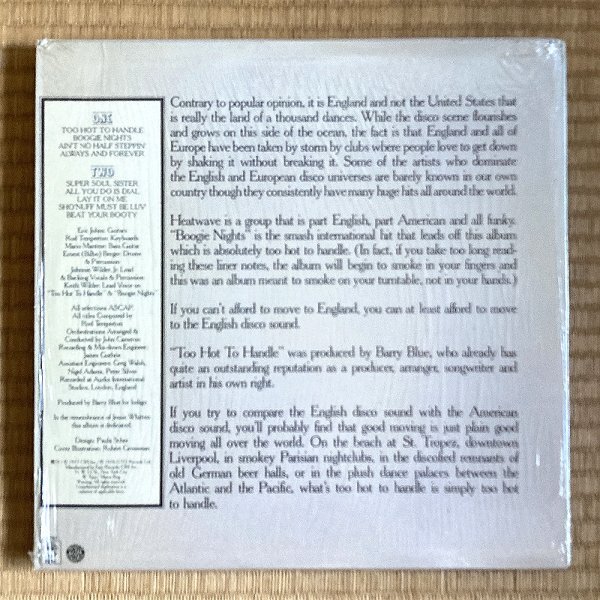 ONE
TOO HOT TO HANDLE
BOOGIE NIGHTS
AIN'T NO HALF STEPPIN'
ALWAYS AND FOREVER
TWO
SUPER SOUL SISTER
ALL YOU DO IS DIAL
LAY IT ON ME
SHO'NUFF MUST BE LUV
BEAT YOUR BOOTY
Eric Johns: Guitars
Rod Temperton: Keyboards
Mario Mantese: Bass Guitar
Ernest (Bilbo) Berger: Drums
& Percussion
Johnnie Wilder, Jr: Lead
& Backing Vocals & Percussion
Keith Wilder: Lead Vocal on
"Too Hot To Handle" & "Boogie Nights"
All selections ASCAP.
All titles Composed by
Rod Temperton
Orchestrations Arranged &
Conducted by John Cameron
Recording & Mix-down Engineer:
James Guthrie
Assistant Engineers: Greg Walsh,
Nigel Adams, Peter Silver
Recorded at Audio International
Studios, London, England
Produced by Barry Blue for Indigo
In the remembrance of Jessie Whitten
this album is dedicated.
Design: Paula Scher
Cover Illustration: Robert Grossman
Contrary to popular opinion, it is England and not the United States that
is really the land of a thousand dances. While the disco scene flourishes
and grows on this side of the ocean, the fact is that England and all of
Europe have been taken by storm by clubs where people love to get down
by shaking it without breaking it. Some of the artists who dominate
the English and European disco universes are barely known in our own
country though they consistently have many huge hits all around the world.
Heatwave is a group that is part English, part American and all funky.
"Boogie Nights" is the smash international hit that leads off this album
which is absolutely too hot to handle. (In fact, if you take too long read-
ing these liner notes, the album will begin to smoke in your fingers and
this was an album meant to smoke on your turntable, not in your hands.)
If you can't afford to move to England, you can at least afford to move
to the English disco sound.
"Too Hot To Handle" was produced by Barry Blue, who already has
quite an outstanding reputation as a producer, arranger, songwriter and
artist in his own right.
If you try to compare the English disco sound with the American
disco sound, you'll probably find that good moving is just plain good
moving all over the world. On the beach at St. Tropez, downtown
Liverpool, in smokey Parisian nightclubs, in the discofied remnants of
old German beer halls, or in the plush dance palaces between the
Atlantic and the Pacific, what's too hot to handle is simply too hot
to handle.